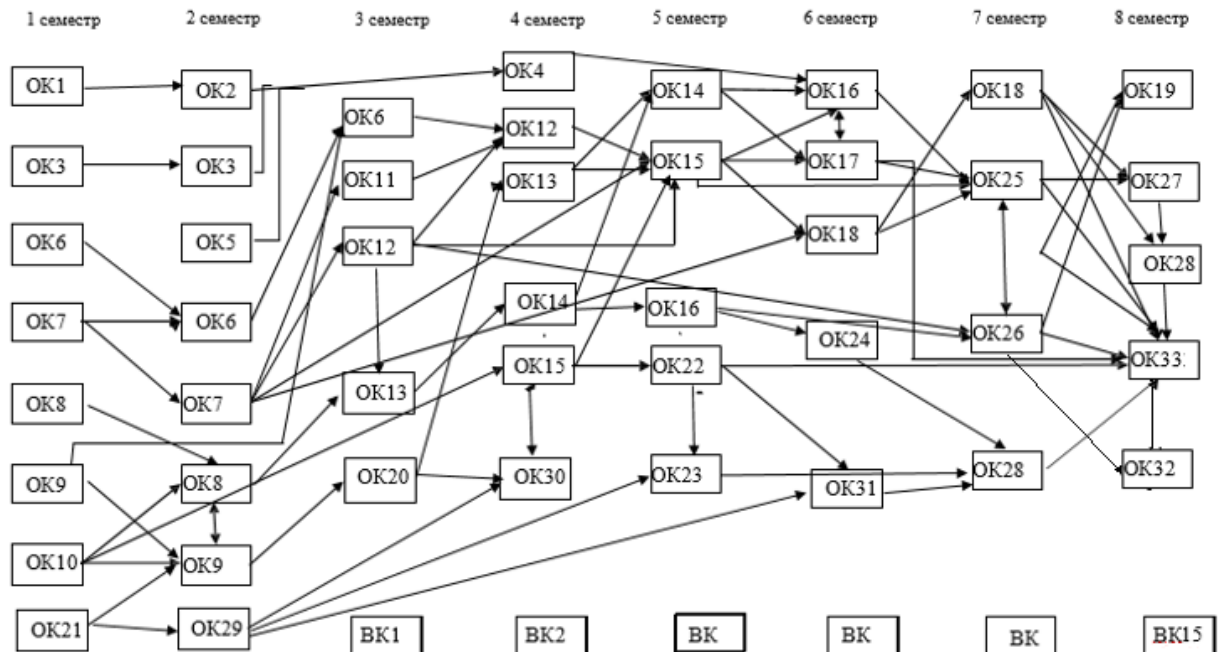 1 семестр 2 семестр 3 семестр 4 семестр 5 семестр 6 семестр 7 семестр 8 семестр
ОК4
ОК1 ОК2 ОК14 ОК16 ОК18 ОК19
ОК6 ОК12
ОК3 ОК3 ОК11 ОК13 ОК15 ОК17 ОК25 ОК27
ОК6 ОК5 ОК12 ОК18 ОК28
ОК7 ОК6 ОК14 ОК16 ОК24 ОК26
ОК15 ОК22 ОК33.
ОК8 ОК7 ОК13
ОК9 ОК8 ОК20 ОК30 ОК23 ОК31 ОК28 ОК32
ОК10 ОК9
ОК21 ОК29 ВК1 ВК2 ВК ВК ВК ВК15